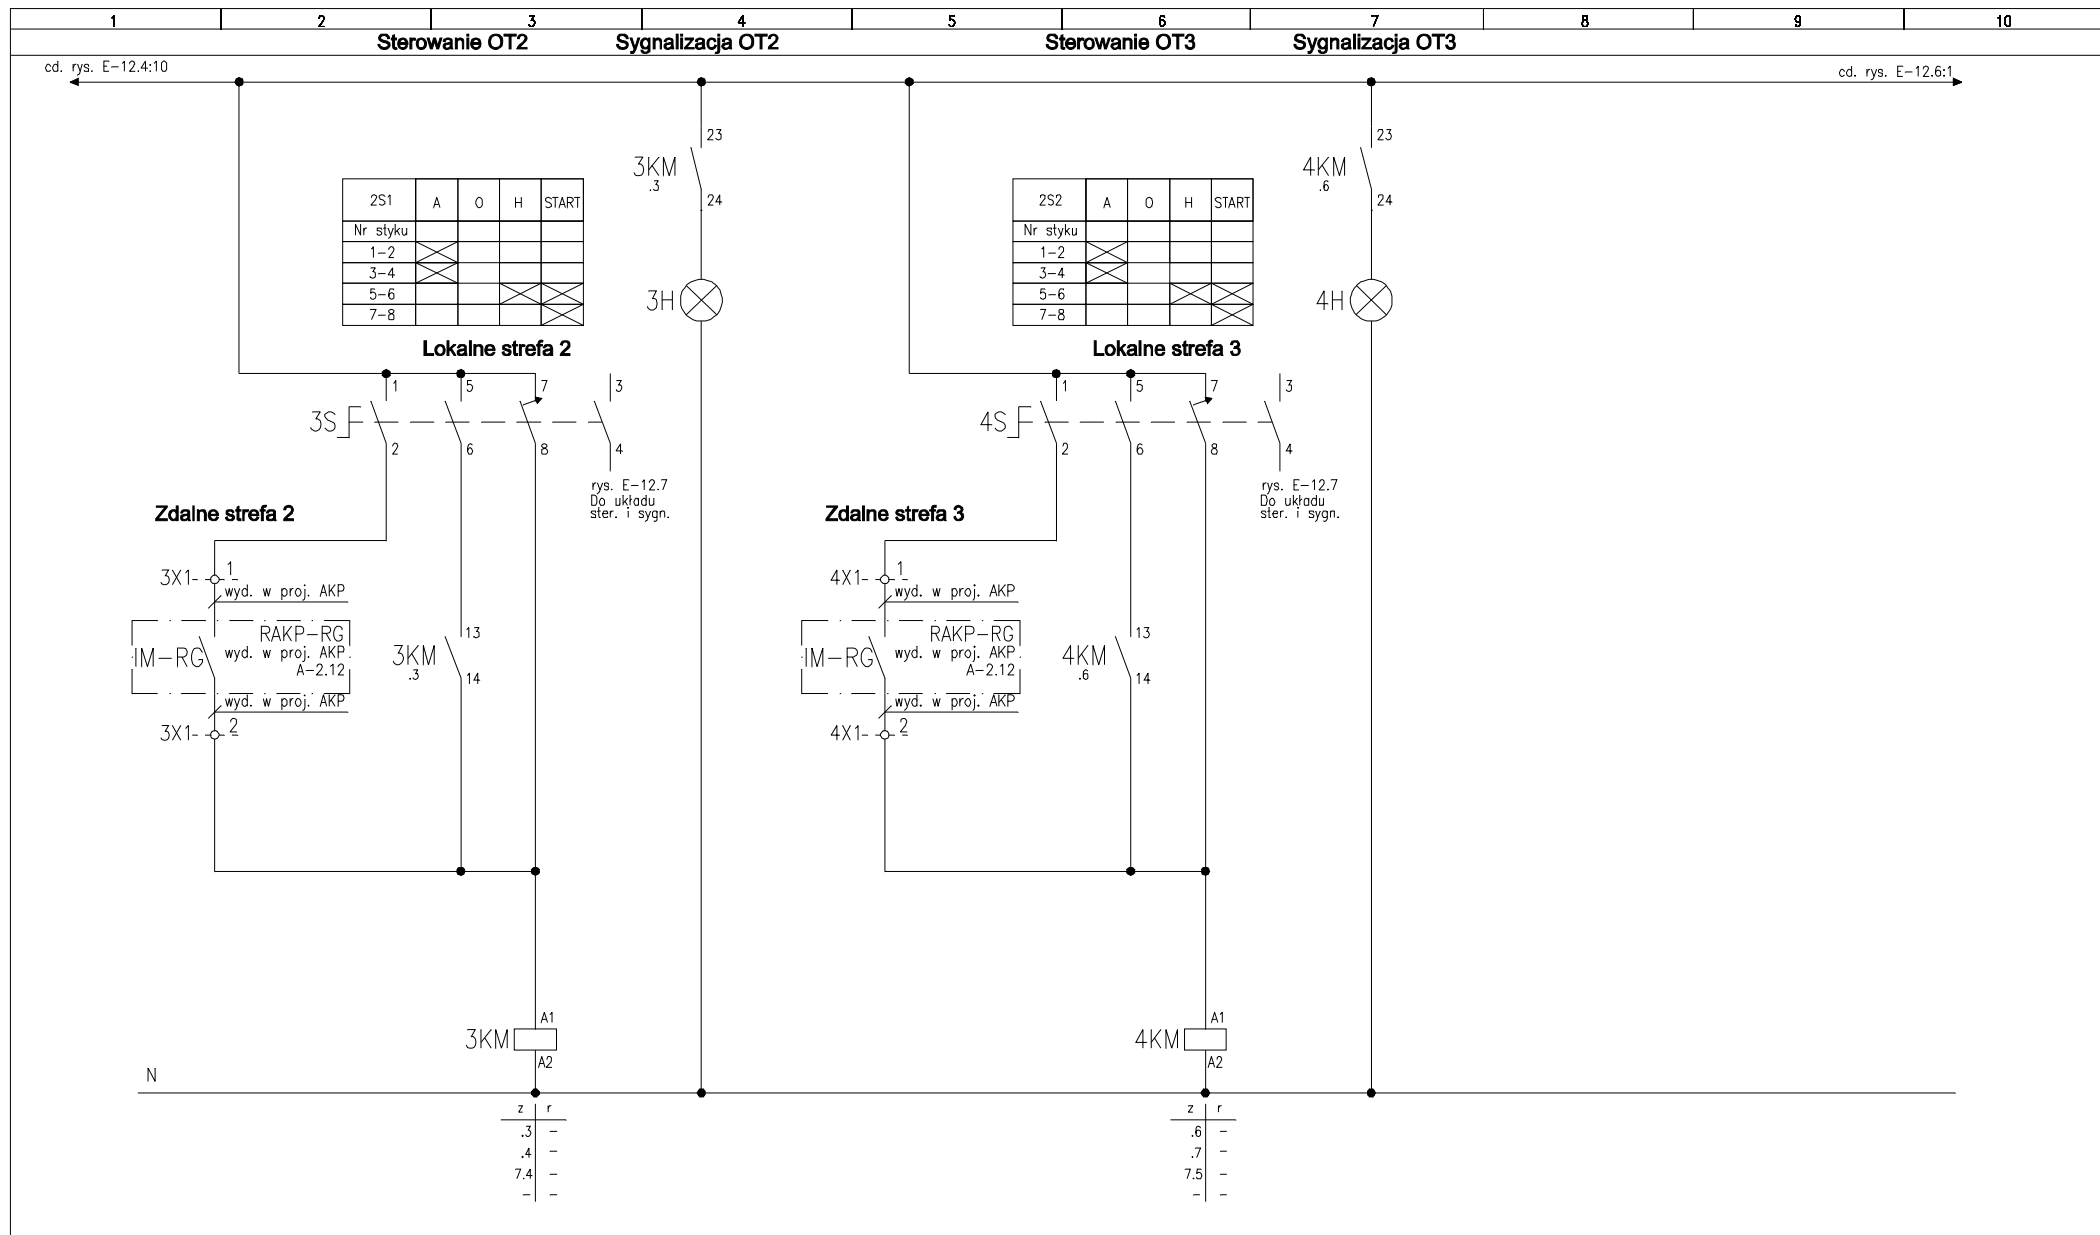 1 2 3 4 5 6 7 8 9 10
Sterowanie OT2 Sygnalizacja OT2 Sterowanie OT3 Sygnalizacja OT3
cd. rys. E-12.4:10
cd. rys. E-12.6:1
23
3KM
.3
24
2S1 A O H START
Nr styku
1-2
3-4
5-6
7-8
3H
Lokalne strefa 2
1 5 7 3
3S
2 6 8 4
rys. E-12.7
Do układu
ster. i sygn.
Zdalne strefa 2
3X1 1
wyd. w proj. AKP
RAKP-RG
IM-RG
wyd. w proj. AKP
A-2.12
wyd. w proj. AKP
3X1 2
13
3KM
.3
14
A1
3KM
A2
N
z r
.3 -
.4 -
7.4 -
- -
23
4KM
.6
24
2S2 A O H START
Nr styku
1-2
3-4
5-6
7-8
4H
Lokalne strefa 3
1 5 7 3
4S
2 6 8 4
rys. E-12.7
Do układu
ster. i sygn.
Zdalne strefa 3
4X1 1
wyd. w proj. AKP
RAKP-RG
IM-RG
wyd. w proj. AKP
A-2.12
wyd. w proj. AKP
4X1 2
13
4KM
.6
14
A1
4KM
A2
z r
.6 -
.7 -
7.5 -
- -